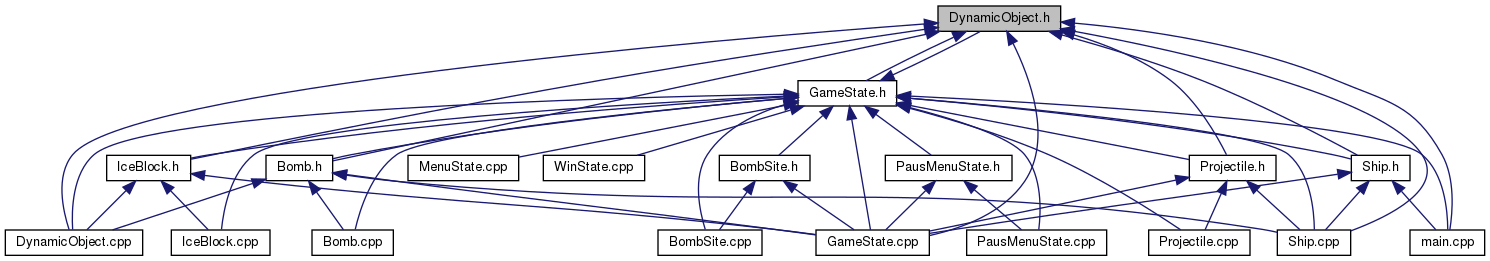 DynamicObject.h
GameState.h
IceBlock.h
Bomb.h
MenuState.cpp
WinState.cpp
BombSite.h
PausMenuState.h
Projectile.h
Ship.h
DynamicObject.cpp
IceBlock.cpp
Bomb.cpp
BombSite.cpp
GameState.cpp
PausMenuState.cpp
Projectile.cpp
Ship.cpp
main.cpp